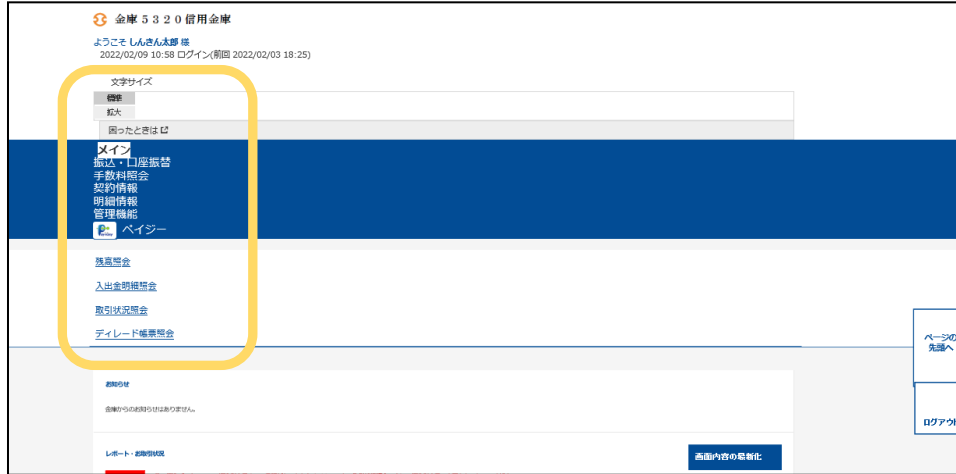 金庫５３２０信用金庫
ようこそ しんきん太郎 様
2022/02/09 10:58 ログイン(前回 2022/02/03 18:25)
文字サイズ
標準
拡大
困ったときは
メイン
振込・口座振替
手数料照会
契約情報
明細情報
管理機能
ペイジー
残高照会
入出金明細照会
取引状況照会
ディレード帳票照会
ページの
先頭へ
お知らせ
金庫からのお知らせはありません。
ログアウト
レポート・お取引状況
画面内容の最新化